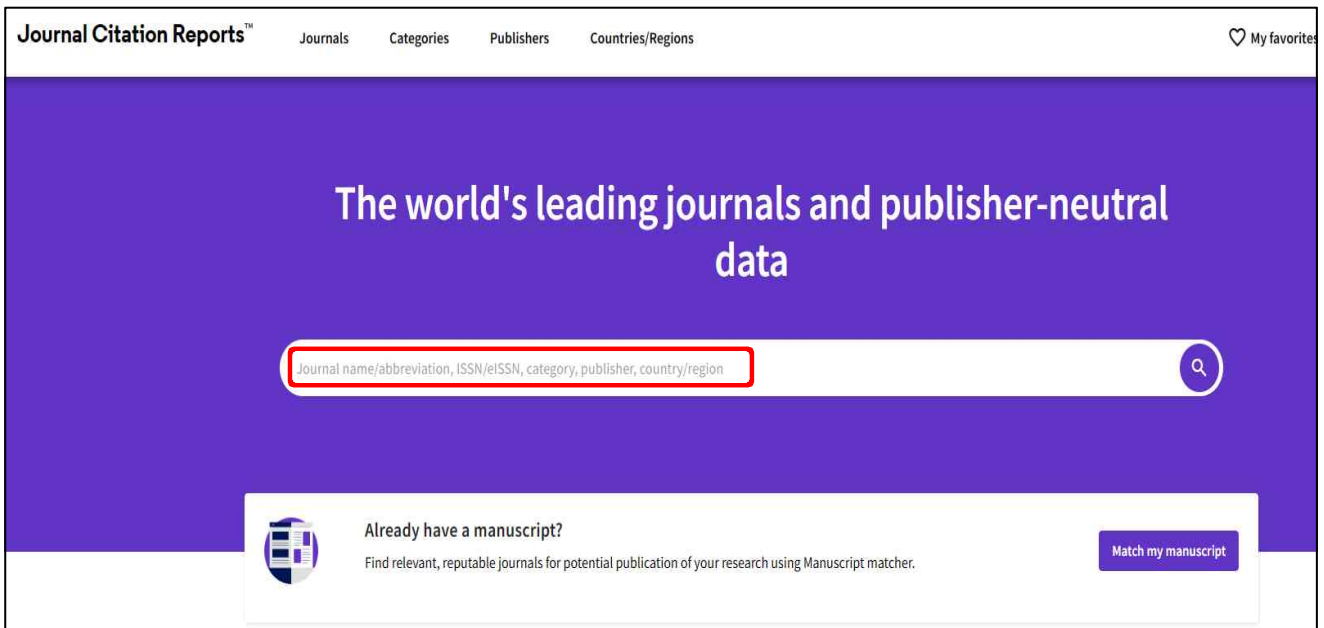 Journal Citation Reports™ Journals Categories Publishers Countries/Regions My favorites
The world's leading journals and publisher-neutral
data
Journal name/abbreviation, ISSN/eISSN, category, publisher, country/region
Already have a manuscript?
Find relevant, reputable journals for potential publication of your research using Manuscript matcher.
Match my manuscript